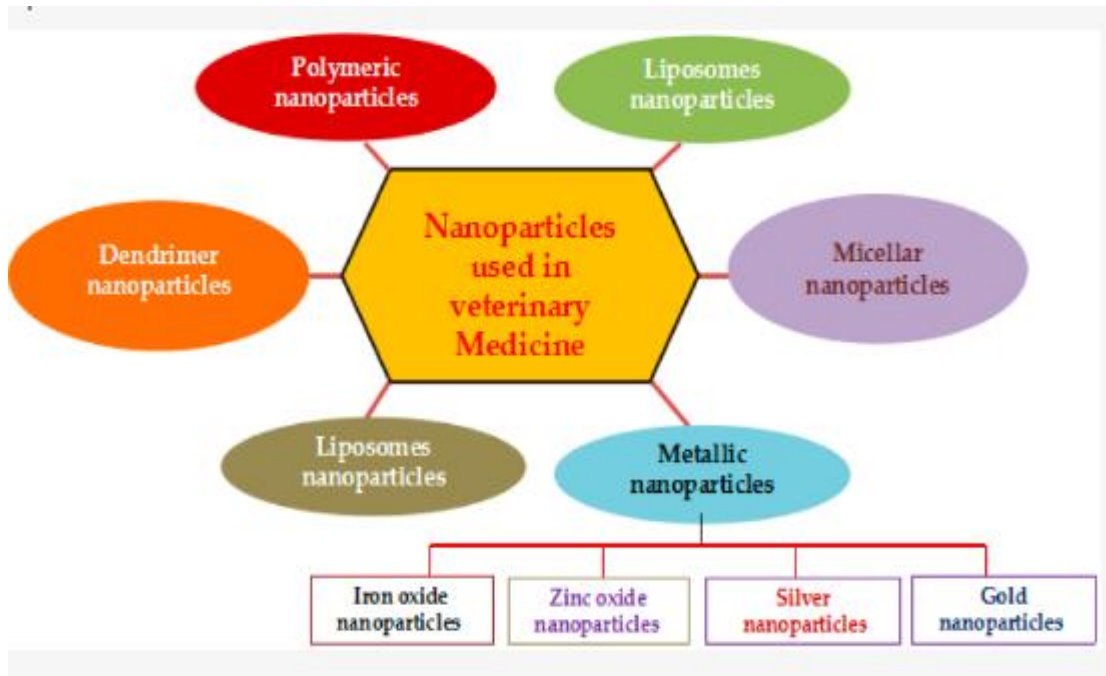 Polymeric
nanoparticles
Liposomes
nanoparticles
Dendrimer
nanoparticles
Nanoparticles
used in
veterinary
Medicine
Micellar
nanoparticles
Liposomes
nanoparticles
Metallic
nanoparticles
Iron oxide
nanoparticles
Zinc oxide
nanoparticles
Silver
nanoparticles
Gold
nanoparticles